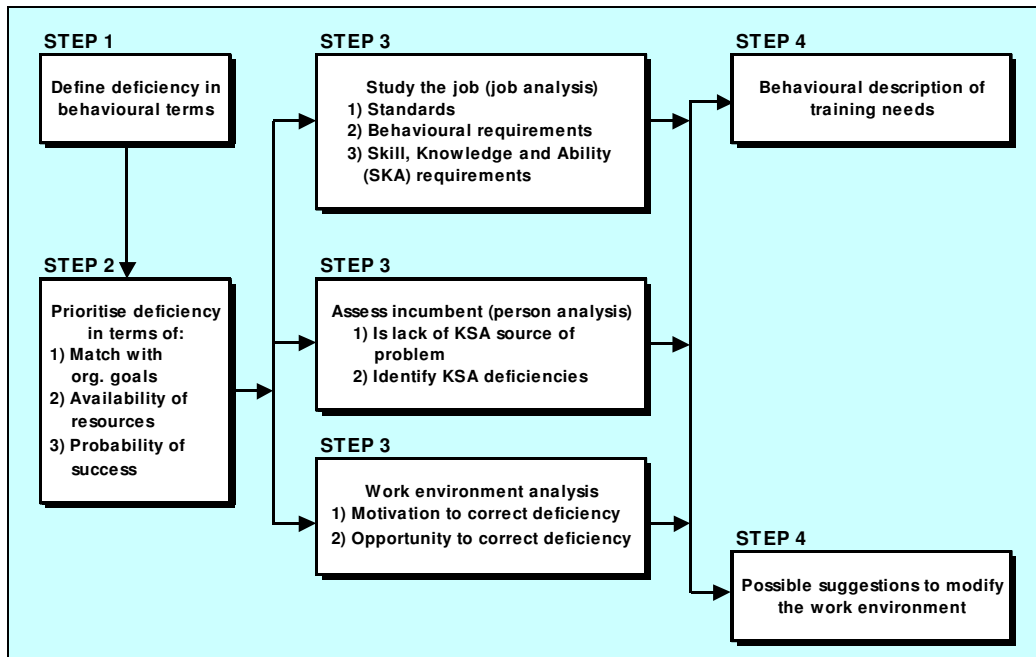 STEP 1
Define deficiency in
behavioural terms
STEP 2
Prioritise deficiency
in terms of:
1) Match with
org. goals
2) Availability of
resources
3) Probability of
success
STEP 3
Study the job (job analysis)
1) Standards
2) Behavioural requirements
3) Skill, Knowledge and Ability
(SKA) requirements
STEP 3
Assess incumbent (person analysis)
1) Is lack of KSA source of
problem
2) Identify KSA deficiencies
STEP 3
Work environment analysis
1) Motivation to correct deficiency
2) Opportunity to correct deficiency
STEP 4
Behavioural description of
training needs
STEP 4
Possible suggestions to modify
the work environment